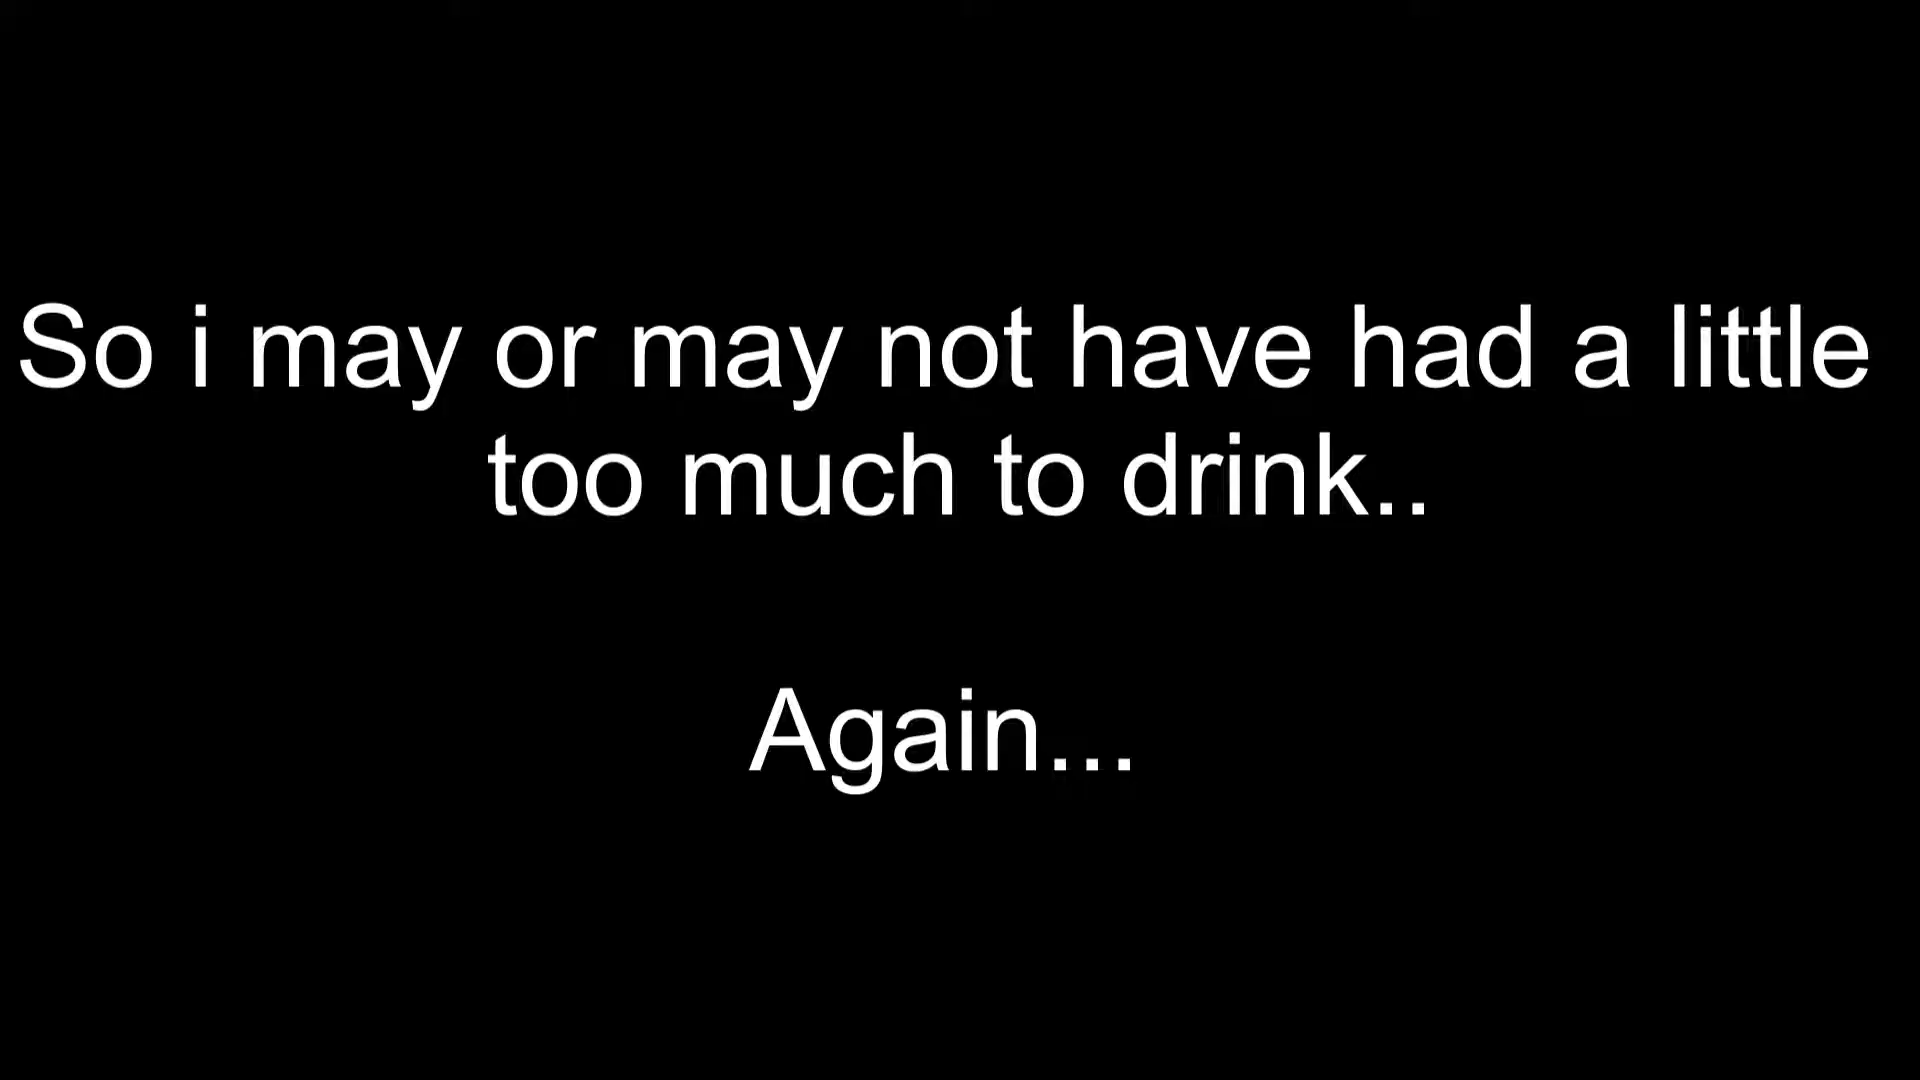 So i may or may not have had a little
too much to drink..
Again...